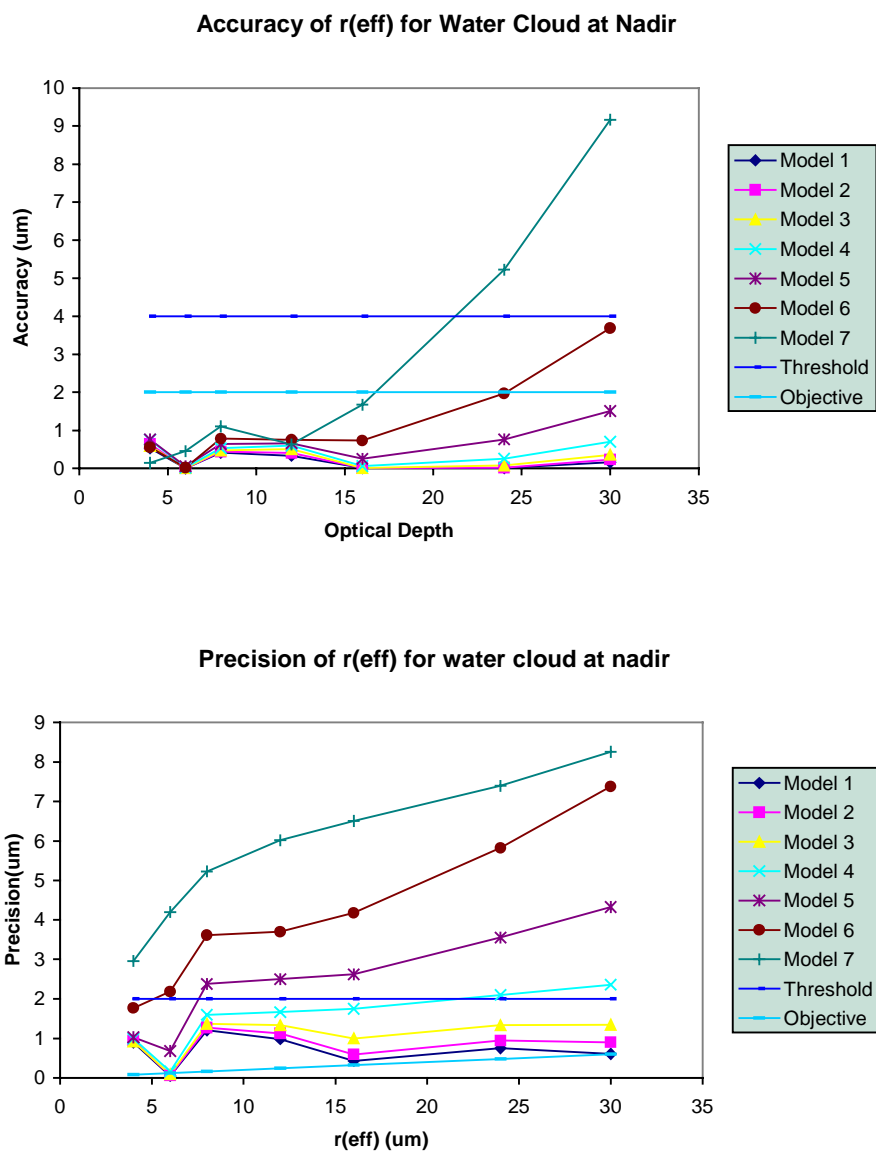 Accuracy of r(eff) for Water Cloud at Nadir
10
9
8
7
6
5
4
3
2
1
0
Accuracy (um)
0 5 10 15 20 25 30 35
Optical Depth
Model 1
Model 2
Model 3
Model 4
Model 5
Model 6
Model 7
Threshold
Objective
Precision of r(eff) for water cloud at nadir
9
8
7
6
5
4
3
2
1
0
Precision(um)
0 5 10 15 20 25 30 35
r(eff) (um)
Model 1
Model 2
Model 3
Model 4
Model 5
Model 6
Model 7
Threshold
Objective